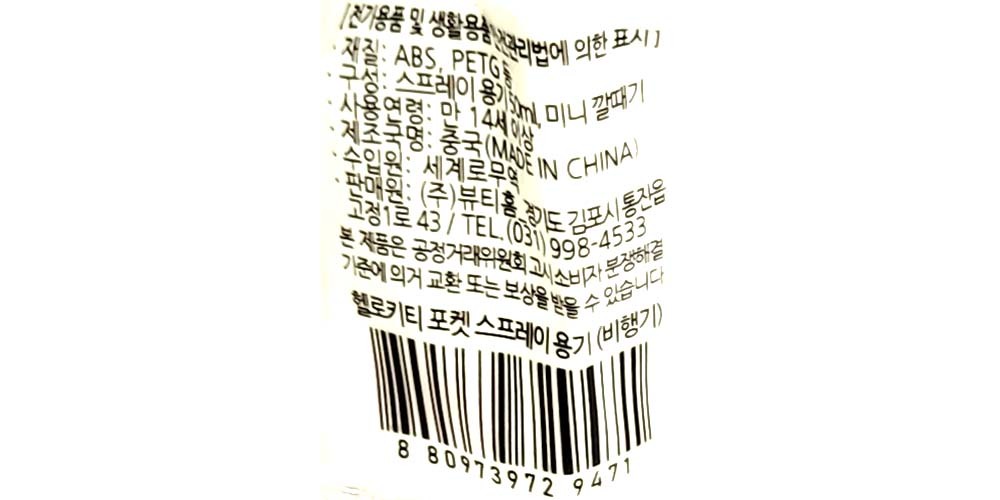 [전기용품 및 생활용품안전관리법에 의한 표시]
· 재질: ABS, PETG 등
· 구성: 스프레이 용기50ml, 미니 깔때기
· 사용연령: 만 14세 이상
· 제조국명: 중국(MADE IN CHINA)
· 수입원: 세계로무역
· 판매원: (주)뷰티홈 경기도 김포시 통진읍
고정1로 43 / TEL.(031)998-4533
본 제품은 공정거래위원회 고시 소비자 분쟁해결
기준에 의거 교환 또는 보상을 받을 수 있습니다
헬로키티 포켓 스프레이 용기 (비행기)
8 809739729471